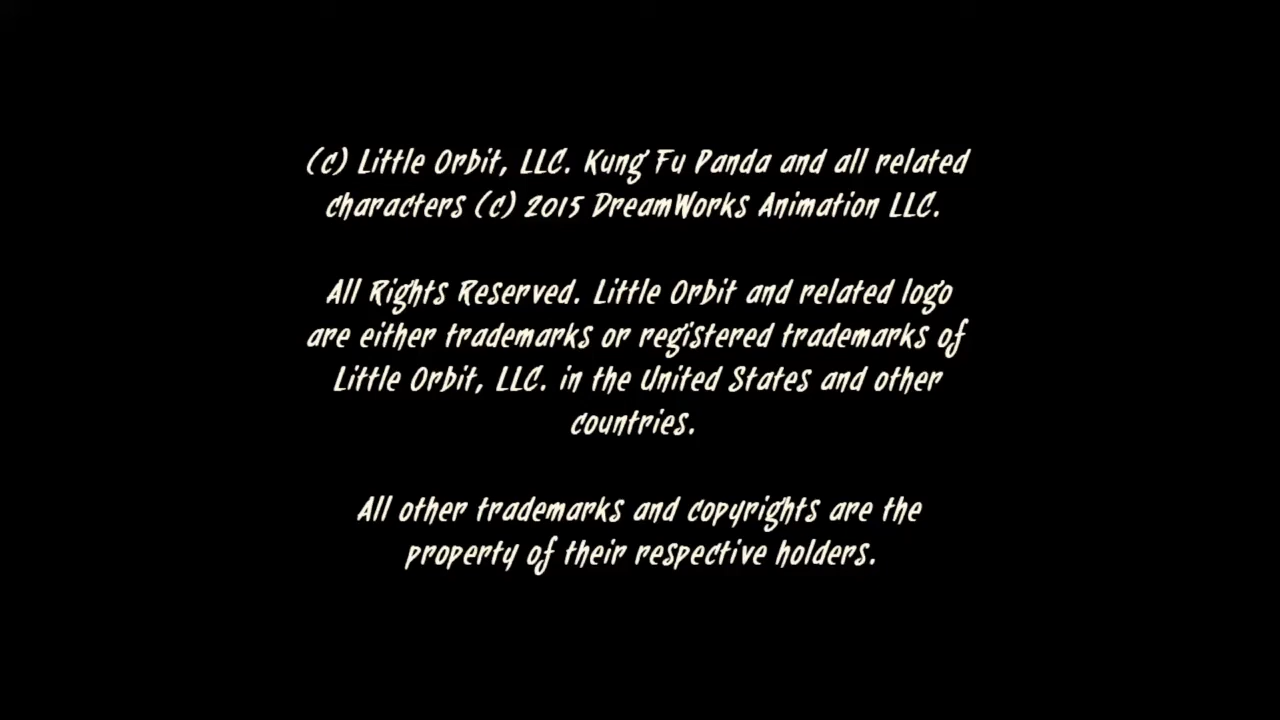 (c) Little Orbit, LLC. Kung Fu Panda and all related
characters (c) 2015 DreamWorks Animation LLC.
All Rights Reserved. Little Orbit and related logo
are either trademarks or registered trademarks of
Little Orbit, LLC. in the United States and other
countries.
All other trademarks and copyrights are the
property of their respective holders.